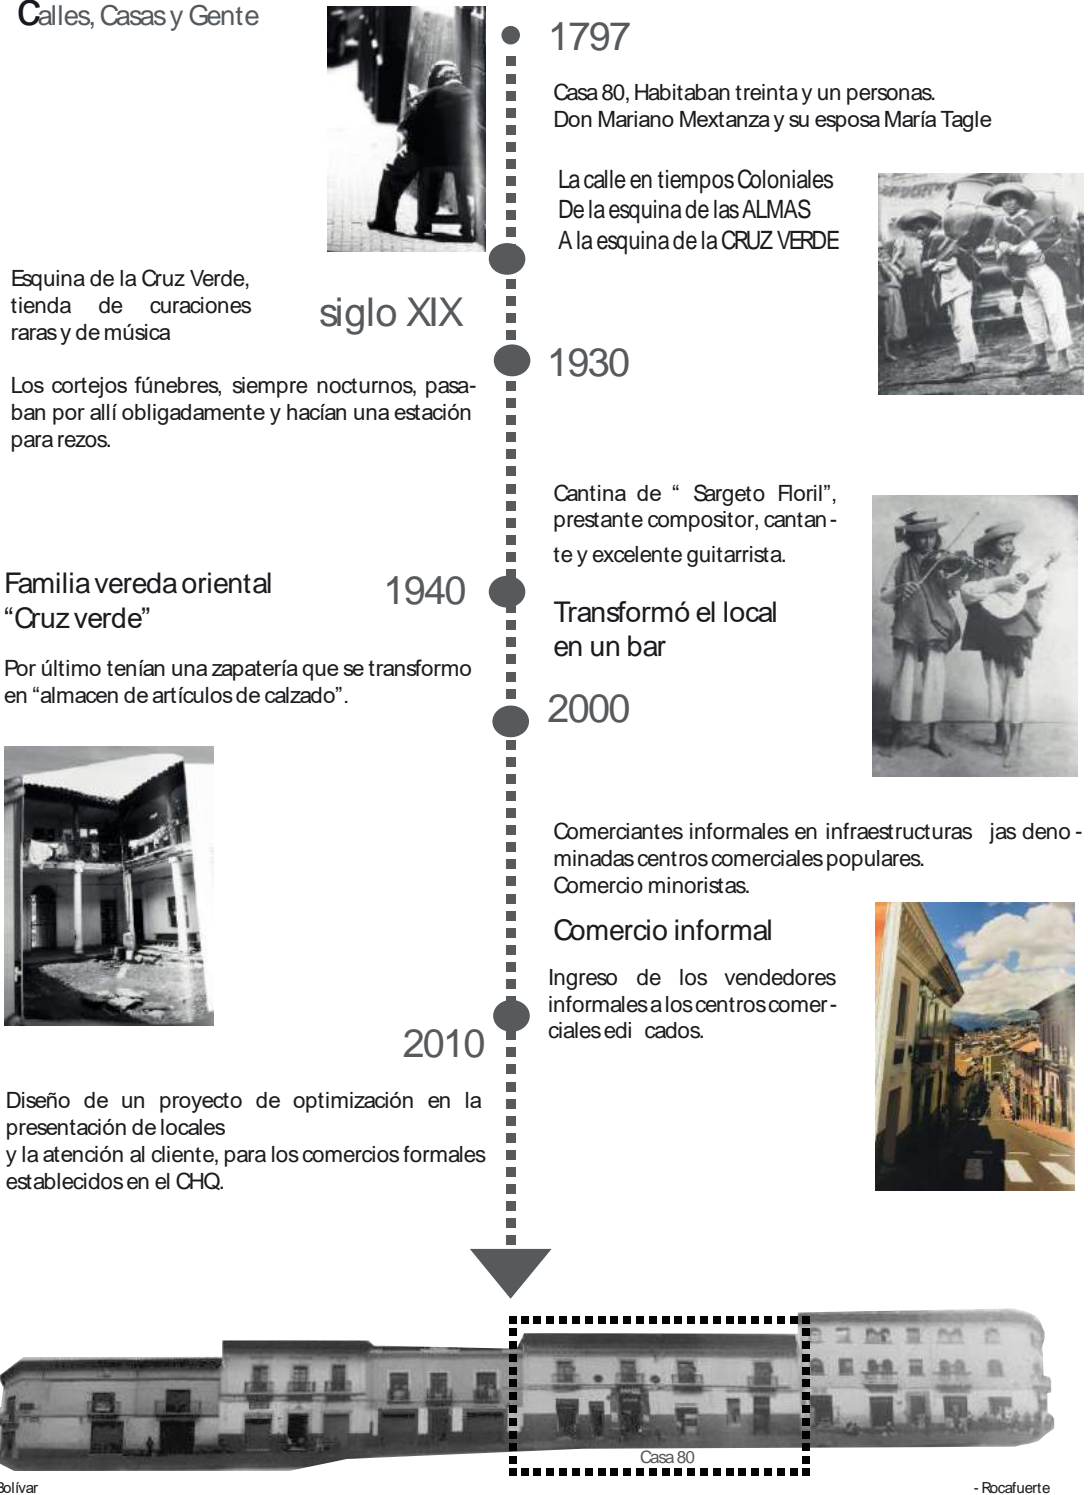 Calles, Casas y Gente
1797
Casa 80, Habitaban treinta y un personas.
Don Mariano Mextanza y su esposa María Tagle
La calle en tiempos Coloniales
De la esquina de las ALMAS
A la esquina de la CRUZ VERDE
Esquina de la Cruz Verde,
tienda de curaciones
raras y de música
siglo XIX
Los cortejos fúnebres, siempre nocturnos, pasa-
ban por allí obligadamente y hacían una estación
para rezos.
1930
Cantina de “ Sargeto Floril”,
prestante compositor, cantan-
te y excelente guitarrista.
Familia vereda oriental
“Cruz verde”
1940
Transformó el local
en un bar
Por último tenían una zapatería que se transformo
en “almacen de artículos de calzado”.
2000
Comerciantes informales en infraestructuras jas deno-
minadas centros comerciales populares.
Comercio minoristas.
Comercio informal
Ingreso de los vendedores
informales a los centros comer-
ciales edi cados.
2010
Diseño de un proyecto de optimización en la
presentación de locales
y la atención al cliente, para los comercios formales
establecidos en el CHQ.
Casa 80
Bolívar
- Rocafuerte